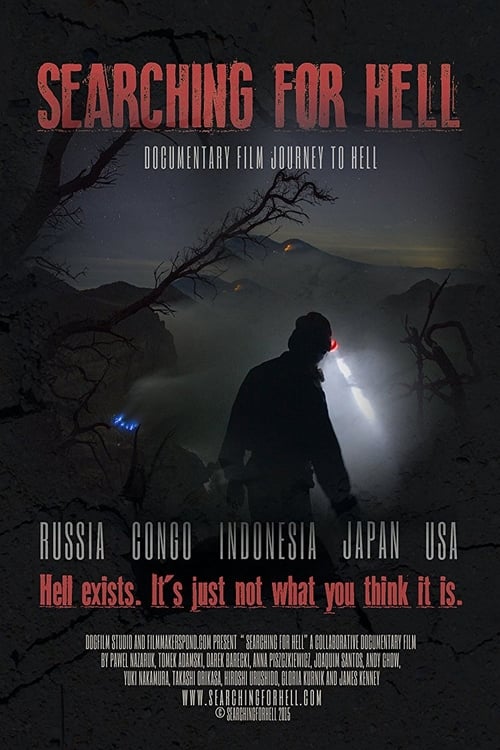 SEARCHING FOR HELL
DOCUMENTARY FILM JOURNEY TO HELL
RUSSIA CONGO INDONESIA JAPAN USA
Hell exists. It's just not what you think it is.
DOGFILM STUDIO AND FILMMAKERSPOND.COM PRESENT " SEARCHING FOR HELL" A COLLABORATIVE DOCUMENTARY FILM
BY PAWEL NAZARUK, TOMEK ADAMSKI, DAREK BARECKI, ANNA PUSZCZKIEWICZ, JOAQUIM SANTOS, ANDY CHOW,
YUKI NAKAMURA, TAKASHI ORIKASA, HIROSHI URUSHIDO, GLORIA KURNIK AND JAMES KENNEY
WWW.SEARCHINGFORHELL.COM
© SEARCHINGFORHELL 2015